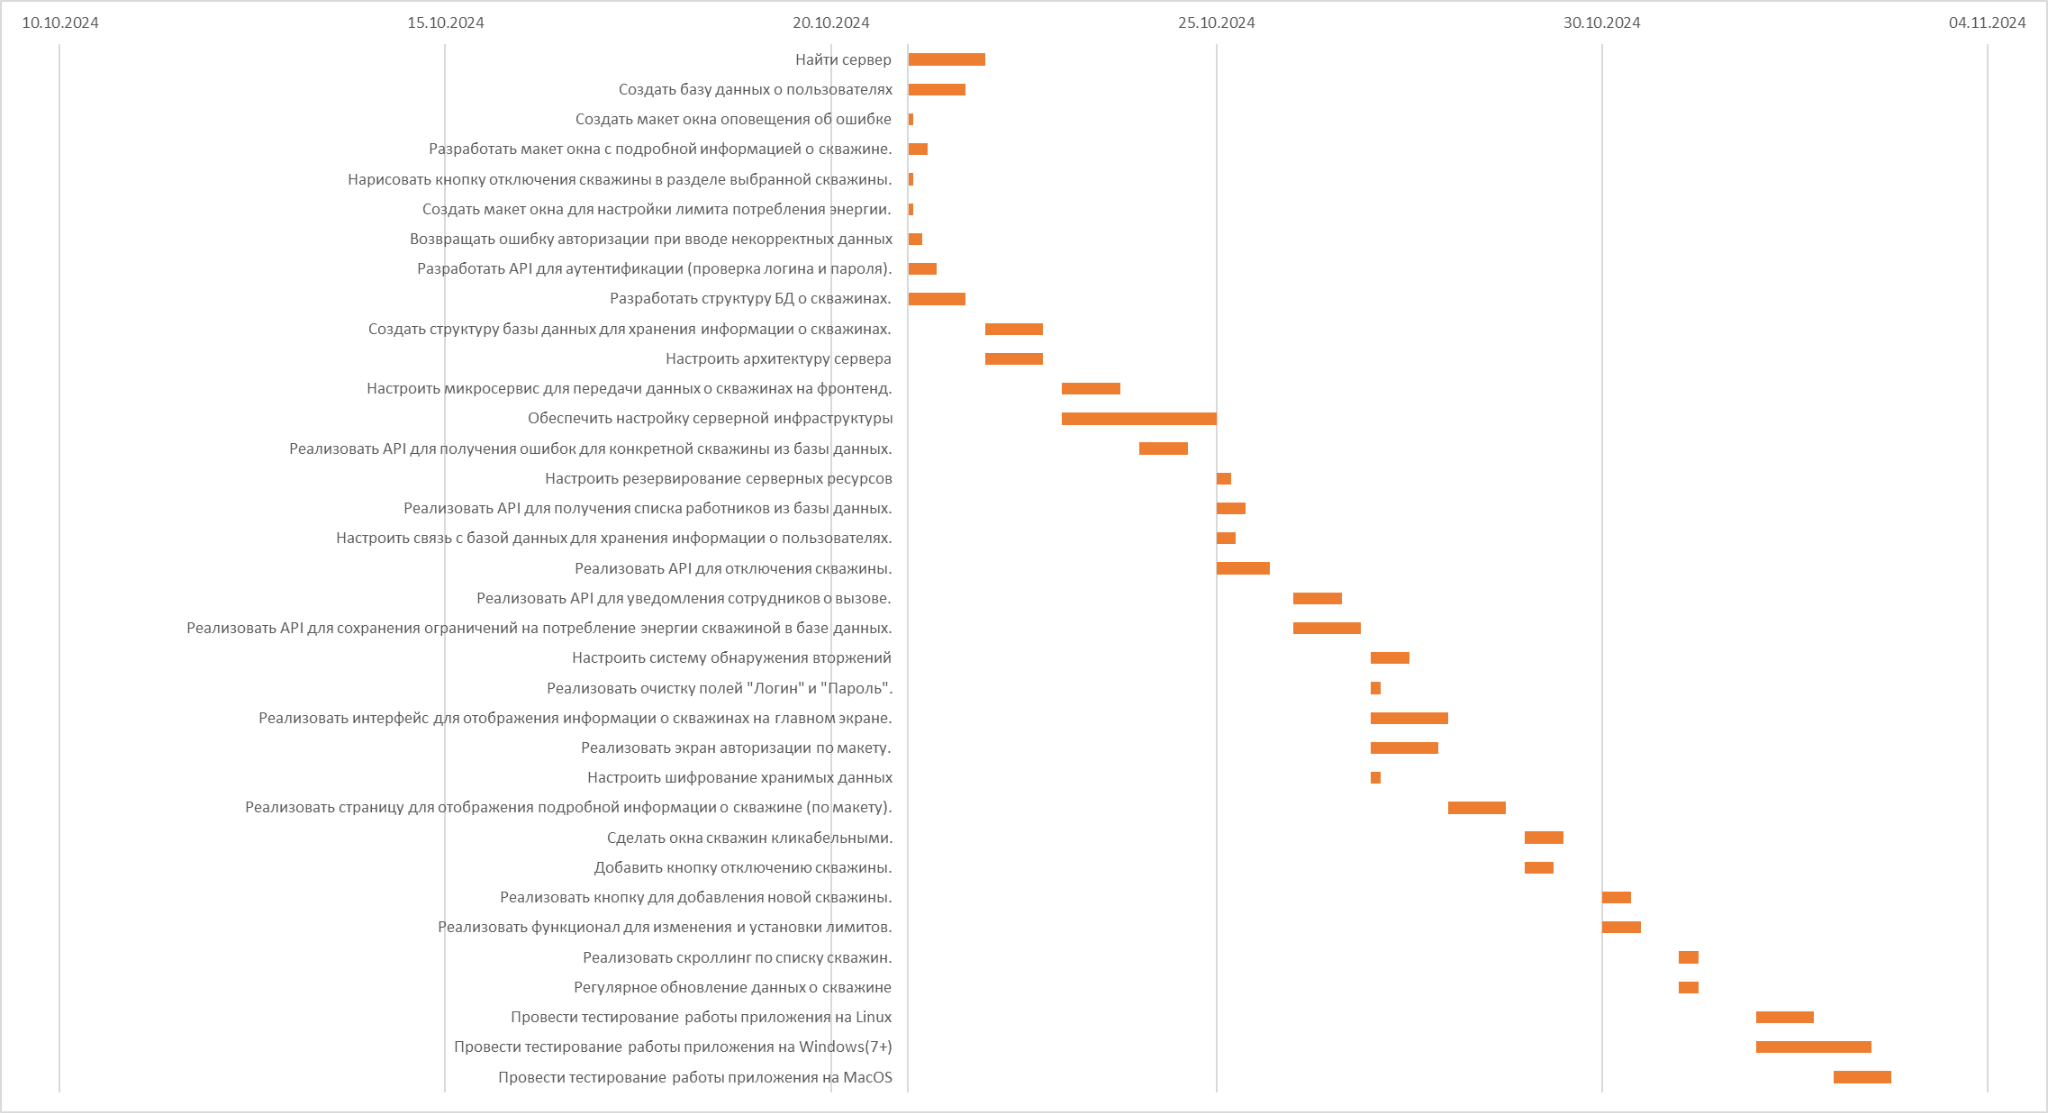 10.10.2024 15.10.2024 20.10.2024 25.10.2024 30.10.2024 04.11.2024
Найти сервер
Создать базу данных о пользователях
Создать макет окна оповещения об ошибке
Разработать макет окна с подробной информацией о скважине.
Нарисовать кнопку отключения скважины в разделе выбранной скважины.
Создать макет окна для настройки лимита потребления энергии.
Возвращать ошибку авторизации при вводе некорректных данных
Разработать API для аутентификации (проверка логина и пароля).
Разработать структуру БД о скважинах.
Создать структуру базы данных для хранения информации о скважинах.
Настроить архитектуру сервера
Настроить микросервис для передачи данных о скважинах на фронтенд.
Обеспечить настройку серверной инфраструктуры
Реализовать API для получения ошибок для конкретной скважины из базы данных.
Настроить резервирование серверных ресурсов
Реализовать API для получения списка работников из базы данных.
Настроить связь с базой данных для хранения информации о пользователях.
Реализовать API для отключения скважины.
Реализовать API для уведомления сотрудников о вызове.
Реализовать API для сохранения ограничений на потребление энергии скважиной в базе данных.
Настроить систему обнаружения вторжений
Реализовать очистку полей "Логин" и "Пароль".
Реализовать интерфейс для отображения информации о скважинах на главном экране.
Реализовать экран авторизации по макету.
Настроить шифрование хранимых данных
Реализовать страницу для отображения подробной информации о скважине (по макету).
Сделать окна скважин кликабельными.
Добавить кнопку отключению скважины.
Реализовать кнопку для добавления новой скважины.
Реализовать функционал для изменения и установки лимитов.
Реализовать скроллинг по списку скважин.
Регулярное обновление данных о скважине
Провести тестирование работы приложения на Linux
Провести тестирование работы приложения на Windows(7+)
Провести тестирование работы приложения на MacOS